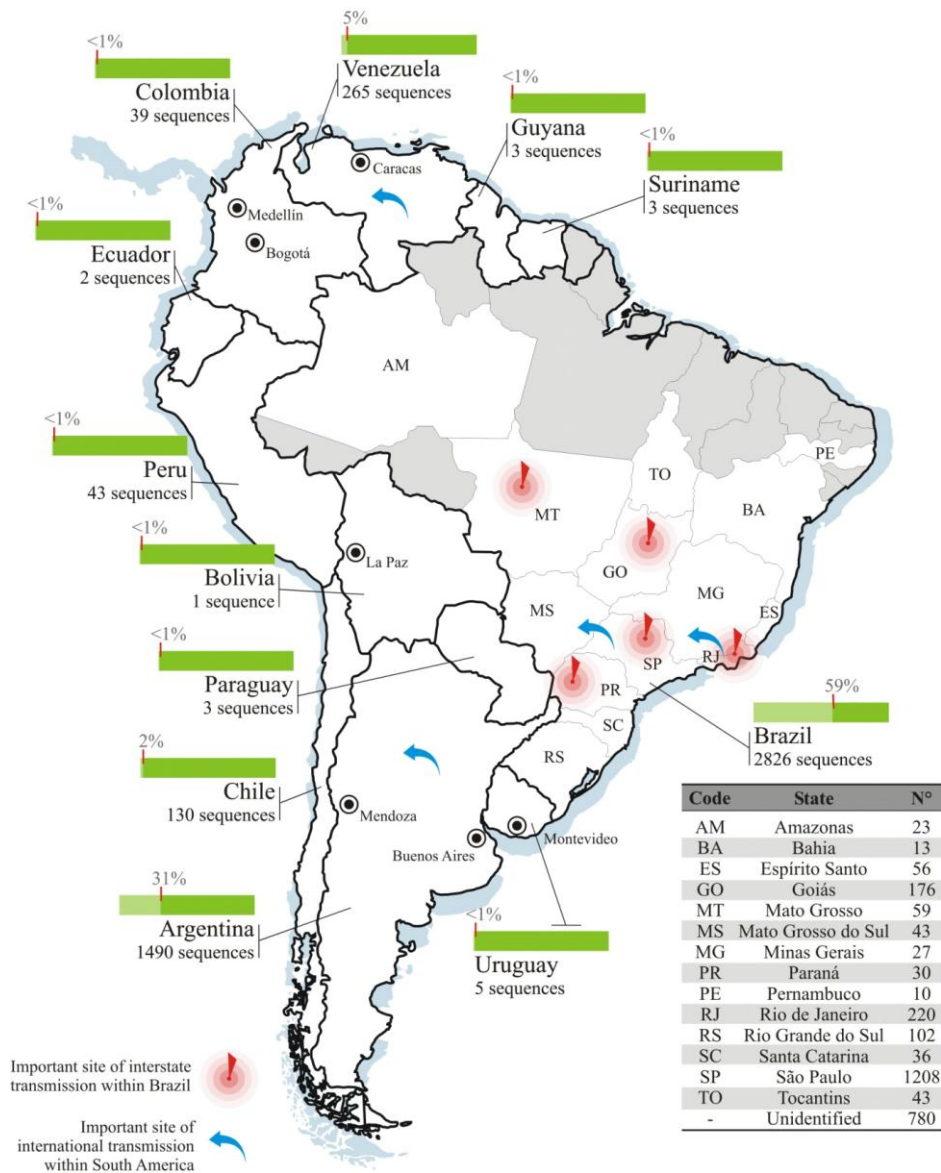 5%
Venezuela
265 sequences
<1%
Colombia
39 sequences
<1%
Guyana
3 sequences
<1%
Suriname
3 sequences
Caracas
Medellín
Bogotá
<1%
Ecuador
2 sequences
AM
<1%
Peru
43 sequences
PE
TO
MT
BA
<1%
Bolivia
1 sequence
La Paz
GO
MG
MS
ES
<1%
Paraguay
3 sequences
SP
RJ
PR
59%
Brazil
2826 sequences
SC
RS
2%
Chile
130 sequences
Mendoza
Buenos Aires
Montevideo
31%
Argentina
1490 sequences
<1%
Uruguay
5 sequences
Code State N°
AM Amazonas 23
BA Bahia 13
ES Espírito Santo 56
GO Goiás 176
MT Mato Grosso 59
MS Mato Grosso do Sul 43
MG Minas Gerais 27
PR Paraná 30
PE Pernambuco 10
RJ Rio de Janeiro 220
RS Rio Grande do Sul 102
SC Santa Catarina 36
SP São Paulo 1208
TO Tocantins 43
- Unidentified 780
Important site of interstate
transmission within Brazil
Important site of
international transmission
within South America